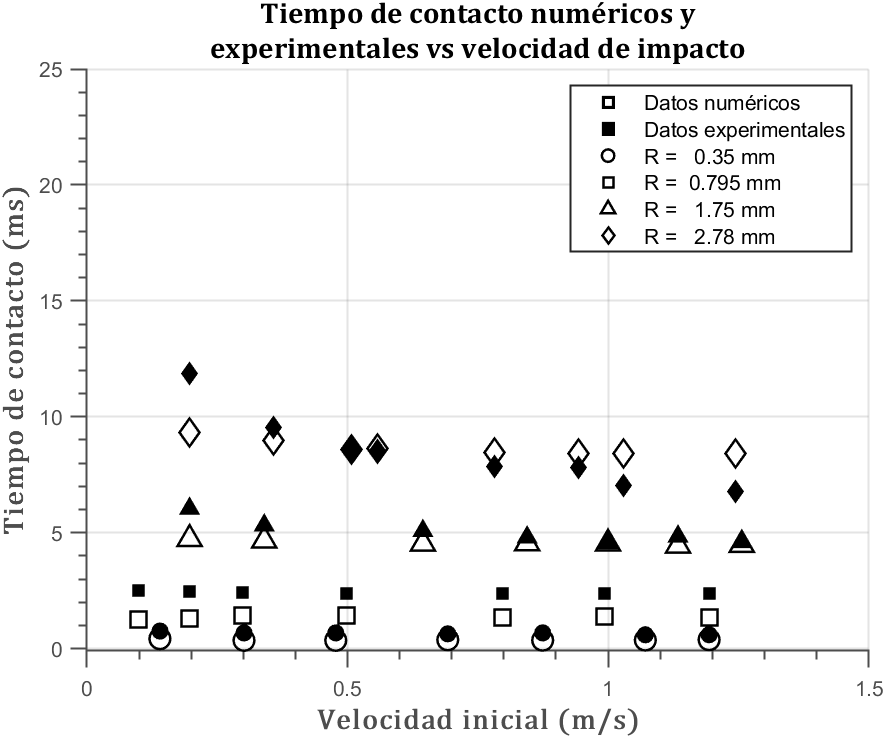 Tiempo de contacto numéricos y
experimentales vs velocidad de impacto
25
20
15
10
5
0
Tiempo de contacto (ms)
Datos numéricos
Datos experimentales
R = 0.35 mm
R = 0.795 mm
R = 1.75 mm
R = 2.78 mm
0 0.5 1 1.5
Velocidad inicial (m/s)